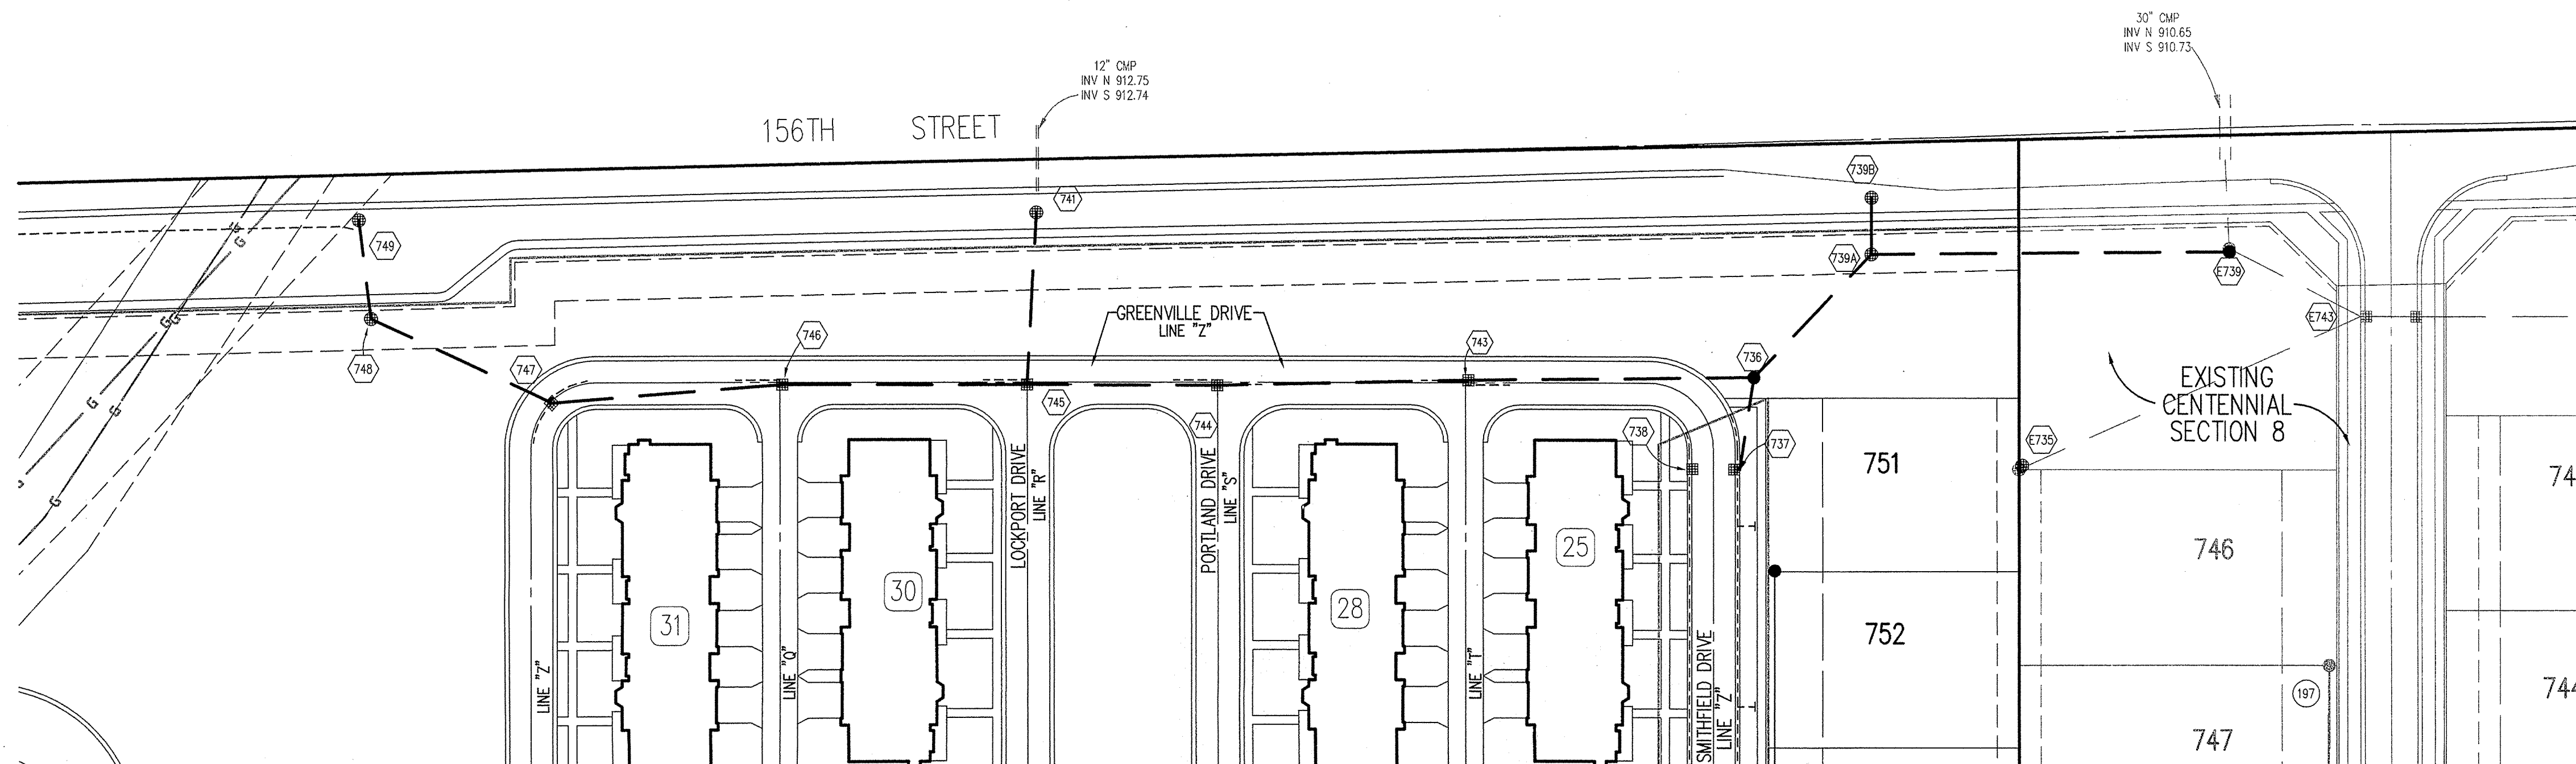 30" CMP
INV N 910.65
INV S 910.73
12" CMP
INV N 912.75
INV S 912.74
156TH STREET
739B
741
749
739A
E739
GREENVILLE DRIVE
LINE "Z"
E743
746
743
736
748
747
EXISTING
CENTENNIAL
SECTION 8
745
744
738
737
E735
751
74
LOCKPORT DRIVE
LINE "R"
PORTLAND DRIVE
LINE "S"
25
746
30
28
31
752
LINE "Z"
LINE "Q"
LINE "T"
SMITHFIELD DRIVE
LINE "Z"
197
744
747
G
G
G
G
G
G
G